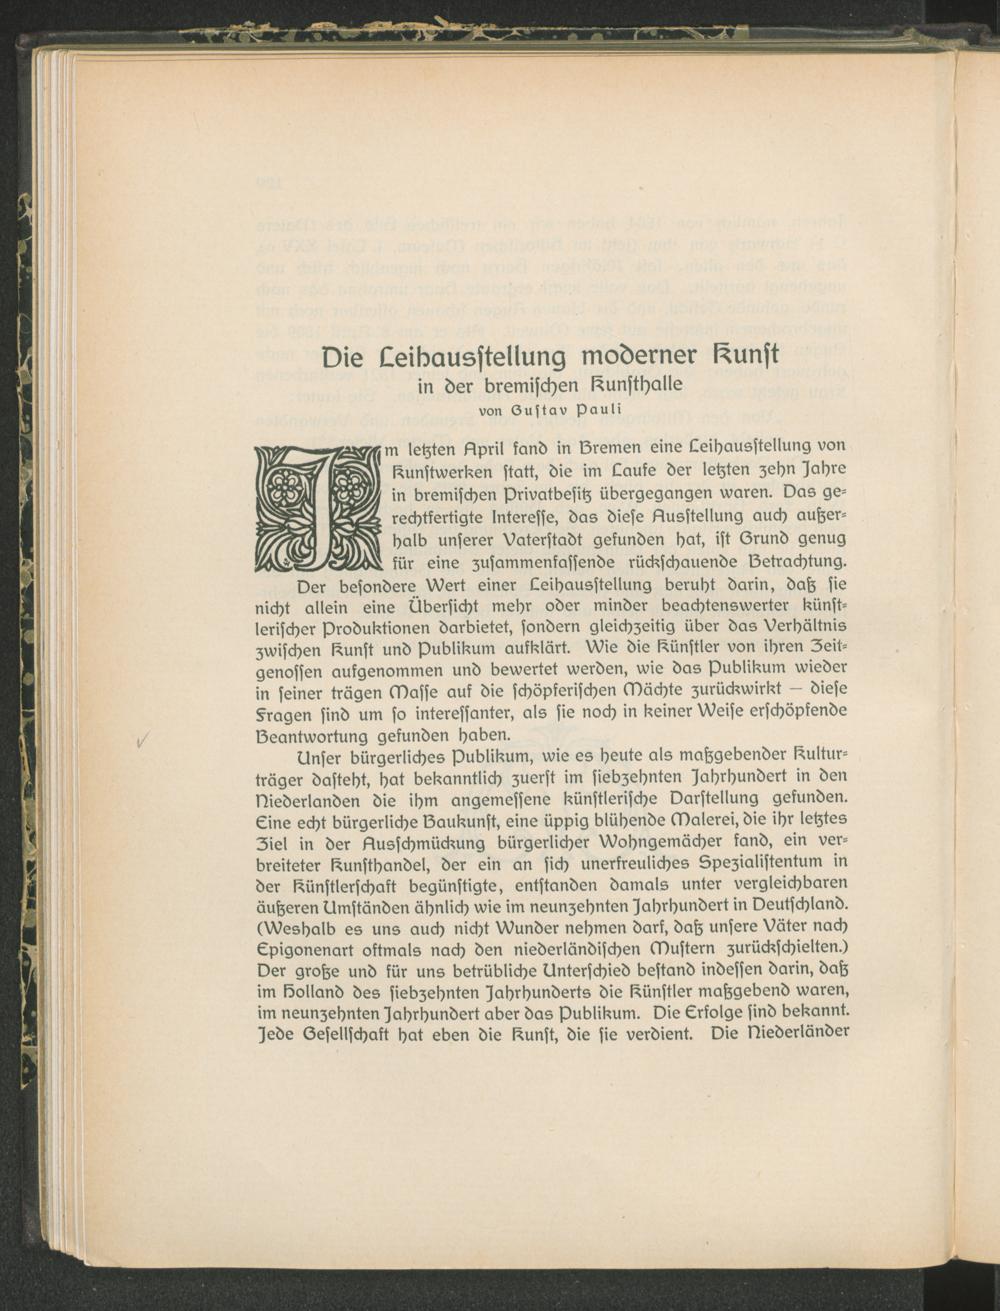 Die Leihausſtellung moderner Kunſt
in der bremiſchen Kunſthalle
von Guſtav Pauli
Im letzten April fand in Bremen eine Leihausſtellung von
Kunſtwerken ſtatt, die im Laufe der letzten zehn Jahre
in bremiſchen Privatbeſitz übergegangen waren. Das ge⸗
rechtfertigte Intereſſe, das dieſe Ausſtellung auch außer⸗
halb unſerer Vaterſtadt gefunden hat, iſt Grund genug
für eine zuſammenfaſſende rückſchauende Betrachtung.
Der beſondere Wert einer Leihausſtellung beruht darin, daß ſie
nicht allein eine Überſicht mehr oder minder beachtenswerter künſt⸗
leriſcher Produktionen darbietet, ſondern gleichzeitig über das Verhältnis
zwiſchen Kunſt und Publikum aufklärt. Wie die Künſtler von ihren Zeit⸗
genoſſen aufgenommen und bewertet werden, wie das Publikum wieder
in ſeiner trägen Maſſe auf die ſchöpferiſchen Mächte zurückwirkt — dieſe
Fragen ſind um ſo intereſſanter, als ſie noch in keiner Weiſe erſchöpfende
Beantwortung gefunden haben.
Unſer bürgerliches Publikum, wie es heute als maßgebender Kultur⸗
träger daſteht, hat bekanntlich zuerſt im ſiebzehnten Jahrhundert in den
Niederlanden die ihm angemeſſene künſtleriſche Darſtellung gefunden.
Eine echt bürgerliche Baukunſt, eine üppig blühende Malerei, die ihr letztes
Ziel in der Ausſchmückung bürgerlicher Wohngemächer fand, ein ver⸗
breiteter Kunſthandel, der ein an ſich unerfreuliches Spezialiſtentum in
der Künſtlerſchaft begünſtigte, entſtanden damals unter vergleichbaren
äußeren Umſtänden ähnlich wie im neunzehnten Jahrhundert in Deutſchland.
(Weshalb es uns auch nicht Wunder nehmen darf, daß unſere Väter nach
Epigonenart oftmals nach den niederländiſchen Muſtern zurückſchielten.)
Der große und für uns betrübliche Unterſchied beſtand indeſſen darin, daß
im Holland des ſiebzehnten Jahrhunderts die Künſtler maßgebend waren,
im neunzehnten Jahrhundert aber das Publikum. Die Erfolge ſind bekannt.
Jede Geſellſchaft hat eben die Kunſt, die ſie verdient. Die Niederländer